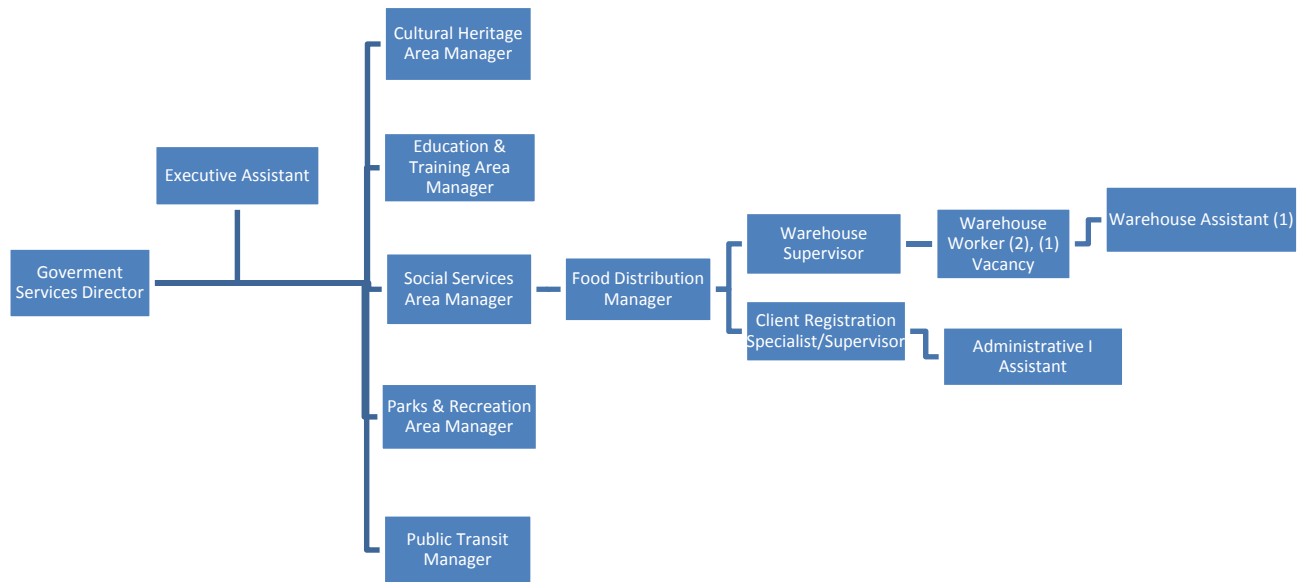 Cultural Heritage
Area Manager
Education &
Training Area
Manager
Executive Assistant
Goverment
Services Director
Social Services
Area Manager
Food Distribution
Manager
Warehouse
Supervisor
Warehouse
Worker (2), (1)
Vacancy
Warehouse Assistant (1)
Client Registration
Specialist/Supervisor
Administrative I
Assistant
Parks & Recreation
Area Manager
Public Transit
Manager